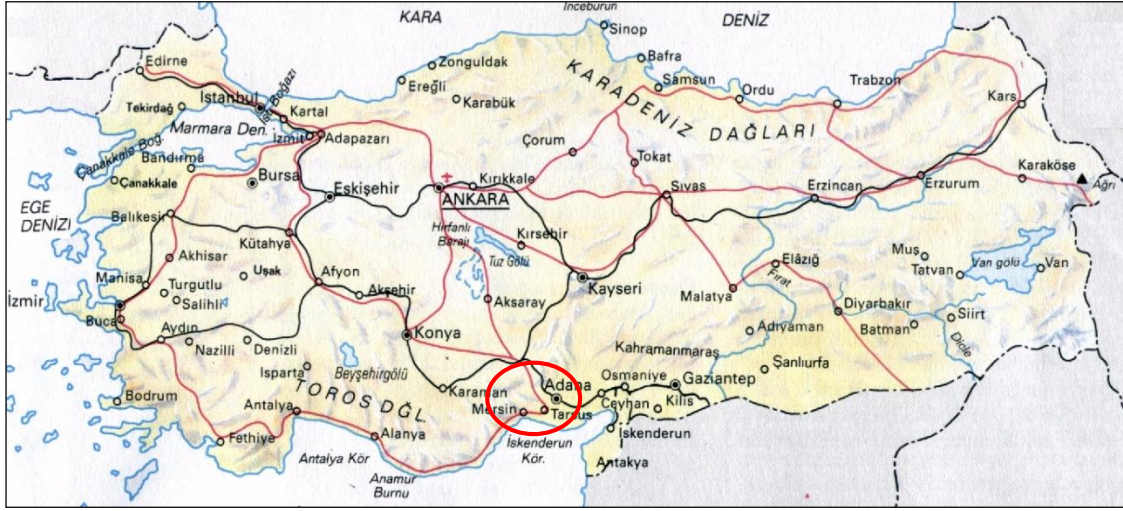 KARA
DENİZ
İnceburun
Sinop
Edirne
Zonguldak
Bafra
KARADENİZ DAĞLARI
Samsun
Ordu
Trabzon
Ereğli
Karabük
Tekirdağ
İstanbul
Boğazı
Kartal
Kars
Marmara Den.
İzmit
Adapazarı
Çorum
Tokat
Çanakkale Boğ.
Bandırma
Bursa
Çanakkale
Eskişehir
ANKARA
Kırıkkale
Sıvas
Erzincan
Erzurum
Karaköse
Ağrı
EGE
DENİZİ
Balıkesir
Kütahya
Hirfanlı
Barajı
Kırşehir
Tuz Gölü
Akhisar
Uşak
Afyon
Akşehir
Aksaray
Kayseri
Elâzığ
Fırat
Malatya
Muş
Tatvan
Van gölü
Van
Manisa
Turgutlu
Salihli
İzmir
Buca
Aydın
Nazilli
Denizli
Konya
Diyarbakır
Batman
Siirt
Dicle
Adıyaman
Kahramanmaraş
Şanlıurfa
Isparta
Beyşehirgölü
TOROS DĞL.
Karaman
Adana
Osmaniye
Gaziantep
Ceyhan
Kilis
Bodrum
Antalya
Mersin
Tarsus
Fethiye
Alanya
İskenderun
Kör.
İskenderun
Antalya Kör
Anamur
Burnu
Antakya